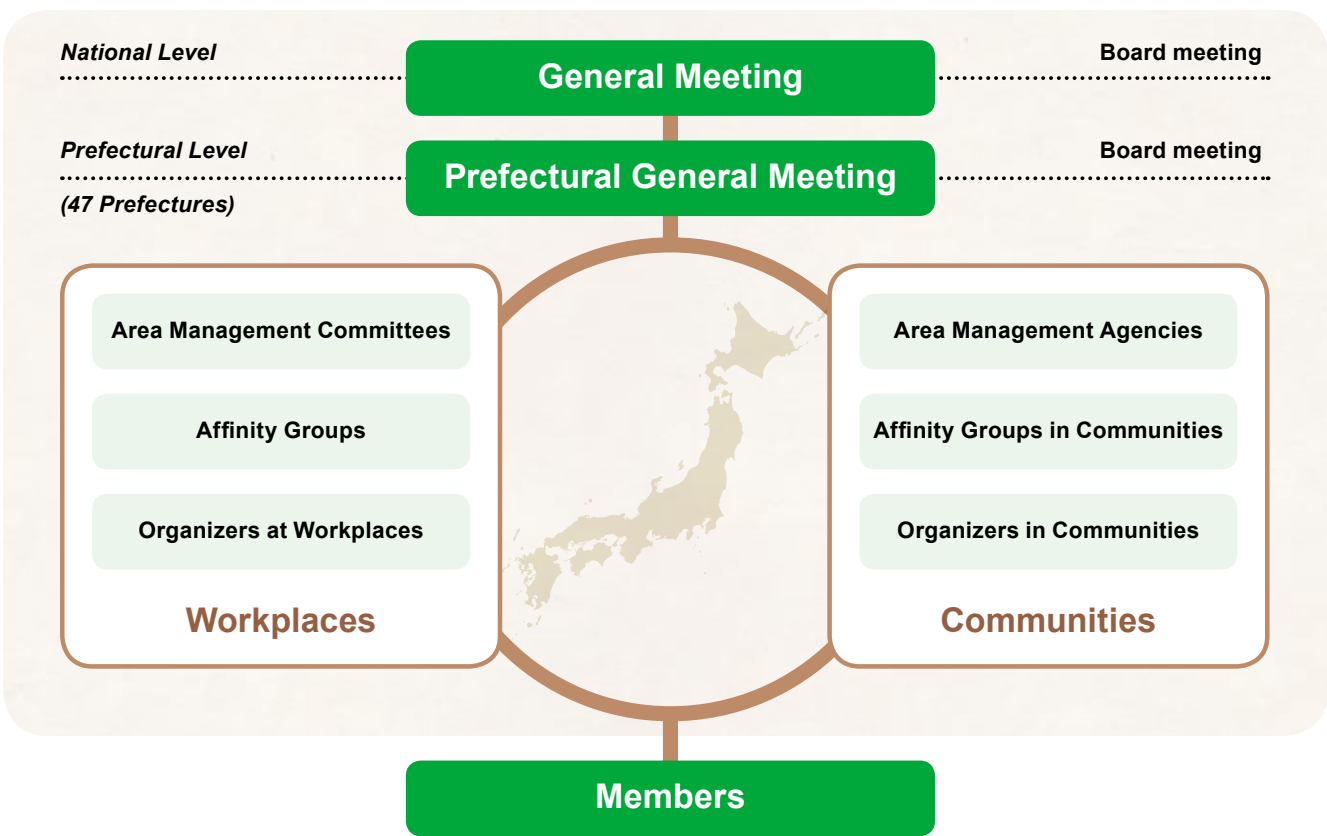 National Level
General Meeting
Board meeting
Prefectural Level
(47 Prefectures)
Prefectural General Meeting
Board meeting
Area Management Committees
Affinity Groups
Organizers at Workplaces
Workplaces
Area Management Agencies
Affinity Groups in Communities
Organizers in Communities
Communities
Members